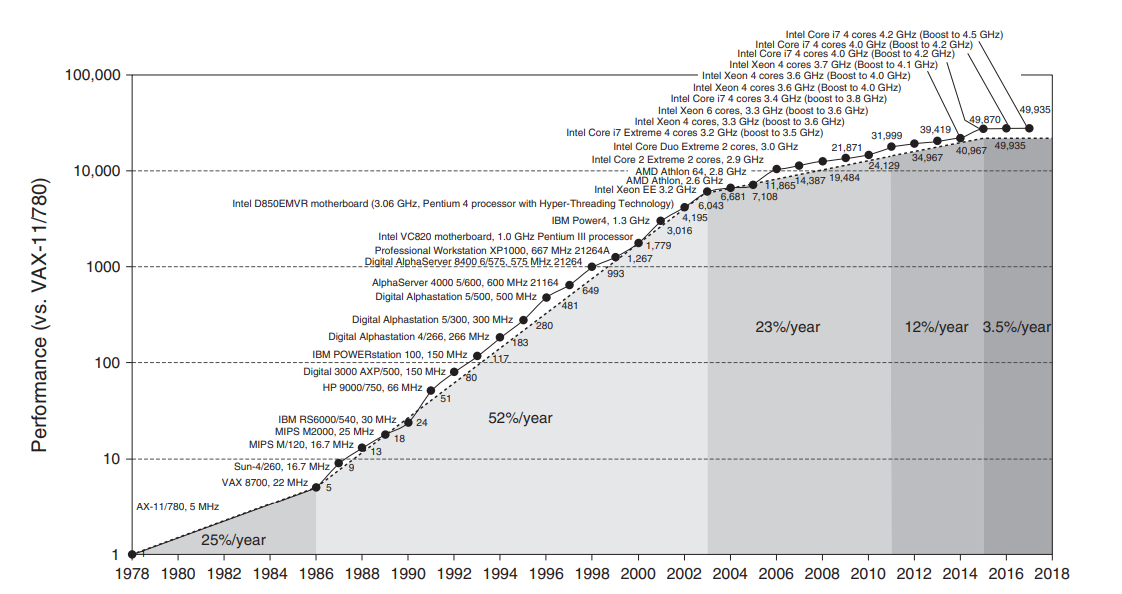 Intel Core i7 4 cores 4.2 GHz (Boost to 4.5 GHz)
Intel Core i7 4 cores 4.0 GHz (Boost to 4.2 GHz)
Intel Core i7 4 cores 4.0 GHz (Boost to 4.2 GHz)
Intel Xeon 4 cores 3.7 GHz (Boost to 4.1 GHz)
Intel Xeon 4 cores 3.6 GHz (Boost to 4.0 GHz)
Intel Xeon 4 cores 3.6 GHz (Boost to 4.0 GHz)
Intel Core i7 4 cores 3.4 GHz (boost to 3.8 GHz)
Intel Xeon 6 cores, 3.3 GHz (boost to 3.6 GHz)
Intel Xeon 4 cores, 3.3 GHz (boost to 3.6 GHz)
Intel Core i7 Extreme 4 cores 3.2 GHz (boost to 3.5 GHz)
Intel Core Duo Extreme 2 cores, 3.0 GHz
Intel Core 2 Extreme 2 cores, 2.9 GHz
AMD Athlon 64, 2.8 GHz
AMD Athlon, 2.6 GHz
Intel Xeon EE 3.2 GHz
Intel D850EMVR motherboard (3.06 GHz, Pentium 4 processor with Hyper-Threading Technology)
IBM Power4, 1.3 GHz
Intel VC820 motherboard, 1.0 GHz Pentium III processor
Professional Workstation XP1000, 667 MHz 21264A
Digital AlphaServer 8400 6/575, 575 MHz 21264
AlphaServer 4000 5/600, 600 MHz 21164
Digital Alphastation 5/500, 500 MHz
Digital Alphastation 5/300, 300 MHz
Digital Alphastation 4/266, 266 MHz
IBM POWERstation 100, 150 MHz
Digital 3000 AXP/500, 150 MHz
HP 9000/750, 66 MHz
IBM RS6000/540, 30 MHz
MIPS M2000, 25 MHz
MIPS M/120, 16.7 MHz
Sun-4/260, 16.7 MHz
VAX 8700, 22 MHz
AX-11/780, 5 MHz
100,000
10,000
1000
100
10
1
Performance (vs. VAX-11/780)
49,935
49,870
49,935
39,419
40,967
31,999
34,967
21,871
24,129
19,484
14,387
11,865
7,108
6,681
6,043
4,195
3,016
1,779
1,267
993
649
481
280
183
117
80
51
24
18
13
9
5
25%/year
52%/year
23%/year
12%/year
3.5%/year
1978 1980 1982 1984 1986 1988 1990 1992 1994 1996 1998 2000 2002 2004 2006 2008 2010 2012 2014 2016 2018